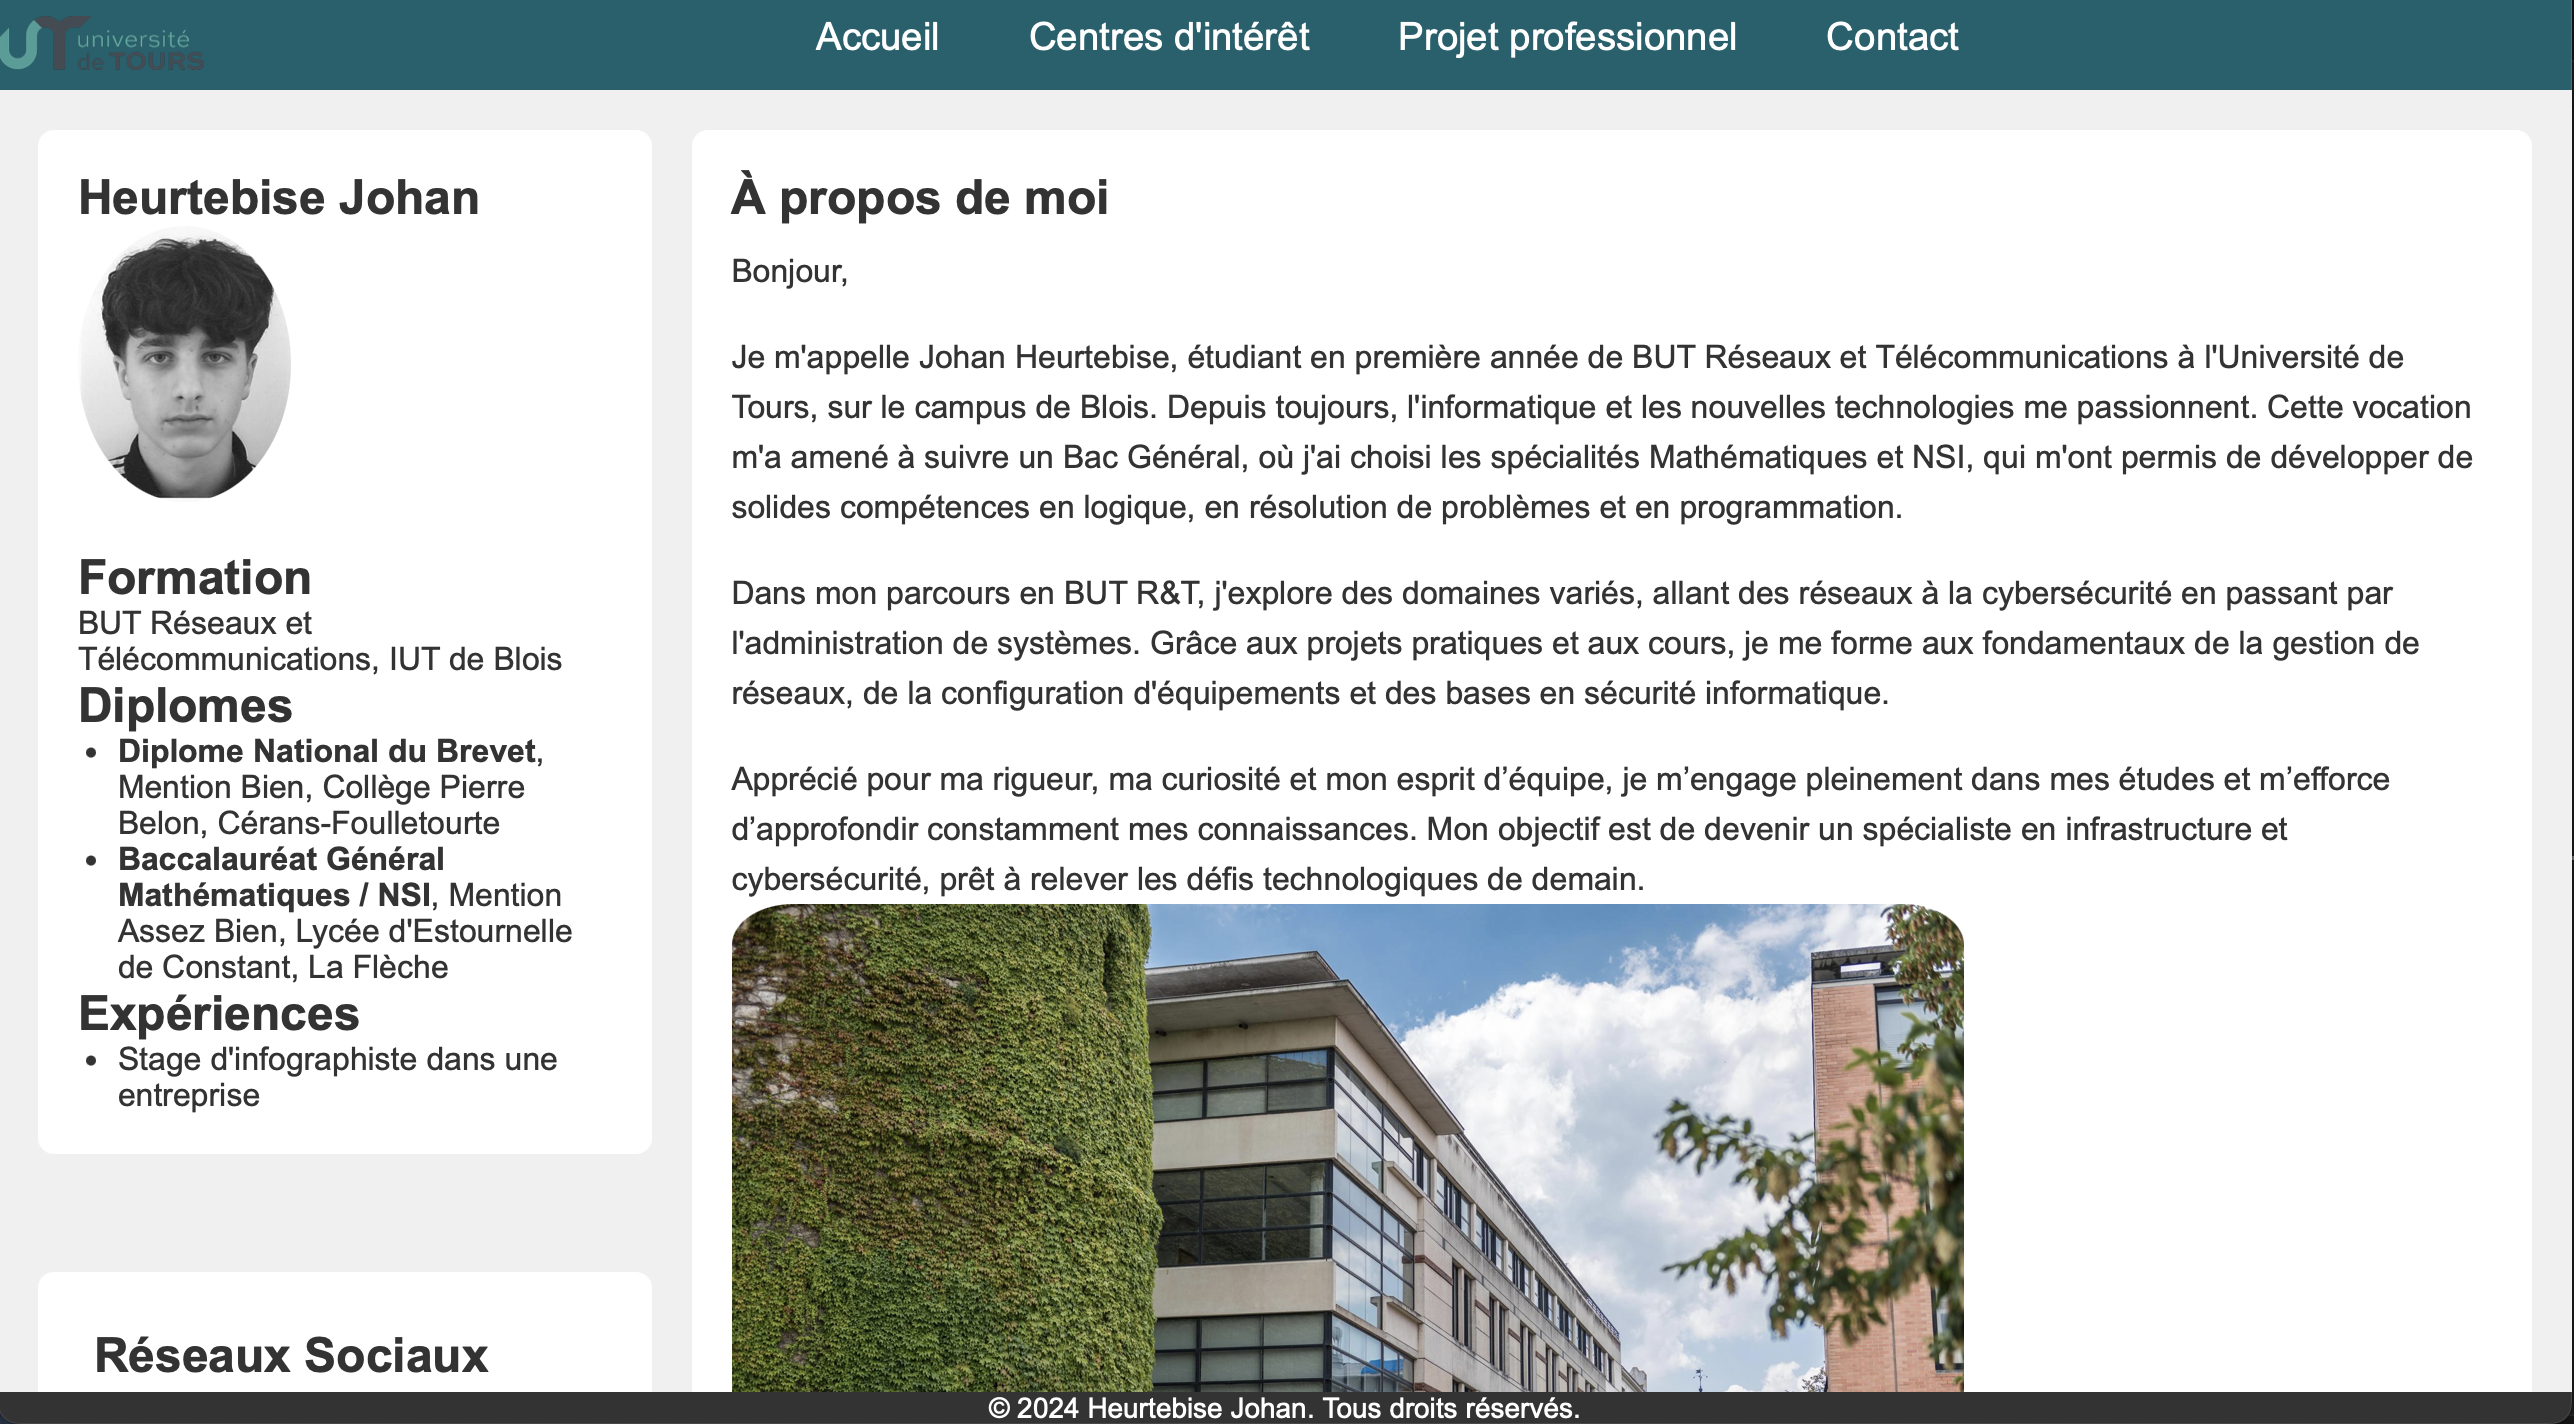 université
de TOURS
Accueil
Centres d'intérêt
Projet professionnel
Contact
Heurtebise Johan
Formation
BUT Réseaux et
Télécommunications, IUT de Blois
Diplomes
Diplome National du Brevet,
Mention Bien, Collège Pierre
Belon, Cérans-Foulletourte
Baccalauréat Général
Mathématiques / NSI, Mention
Assez Bien, Lycée d'Estournelle
de Constant, La Flèche
Expériences
Stage d'infographiste dans une
entreprise
Réseaux Sociaux
À propos de moi
Bonjour,
Je m'appelle Johan Heurtebise, étudiant en première année de BUT Réseaux et Télécommunications à l'Université de
Tours, sur le campus de Blois. Depuis toujours, l'informatique et les nouvelles technologies me passionnent. Cette vocation
m'a amené à suivre un Bac Général, où j'ai choisi les spécialités Mathématiques et NSI, qui m'ont permis de développer de
solides compétences en logique, en résolution de problèmes et en programmation.
Dans mon parcours en BUT R&T, j'explore des domaines variés, allant des réseaux à la cybersécurité en passant par
l'administration de systèmes. Grâce aux projets pratiques et aux cours, je me forme aux fondamentaux de la gestion de
réseaux, de la configuration d'équipements et des bases en sécurité informatique.
Apprécié pour ma rigueur, ma curiosité et mon esprit d’équipe, je m’engage pleinement dans mes études et m’efforce
d’approfondir constamment mes connaissances. Mon objectif est de devenir un spécialiste en infrastructure et
cybersécurité, prêt à relever les défis technologiques de demain.
© 2024 Heurtebise Johan. Tous droits réservés.